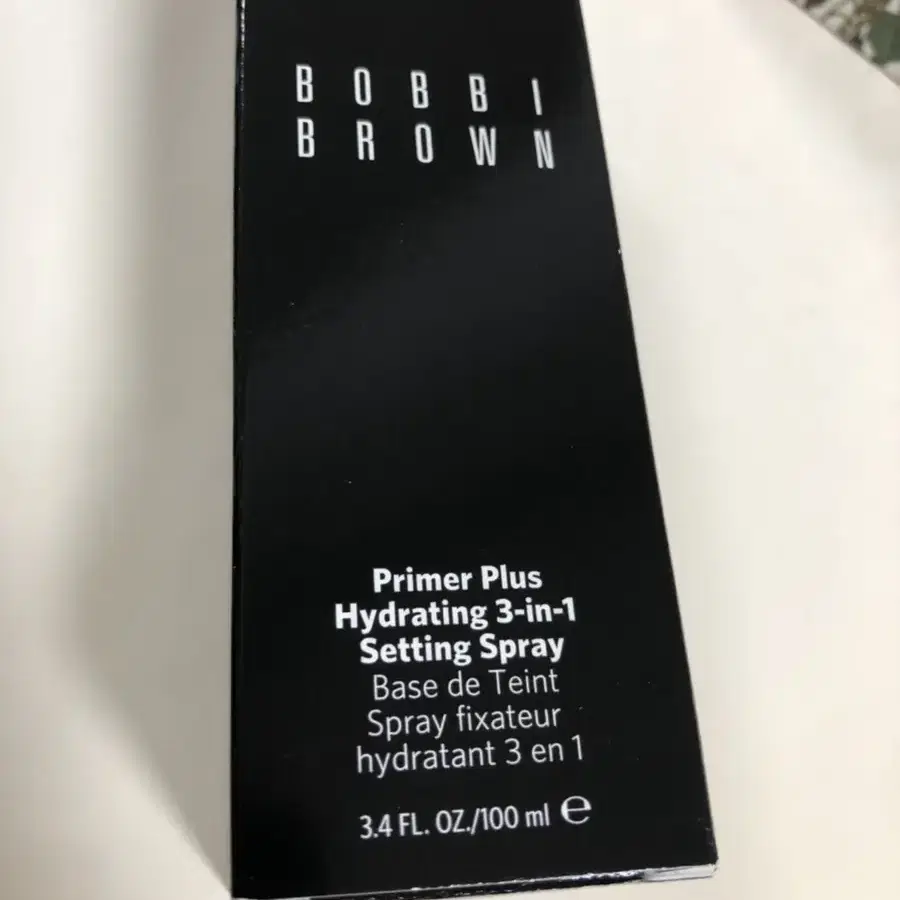 BOBBI
BROWN
Primer Plus
Hydrating 3-in-1
Setting Spray
Base de Teint
Spray fixateur
hydratant 3 en 1
3.4 FL. OZ./100 ml ℮